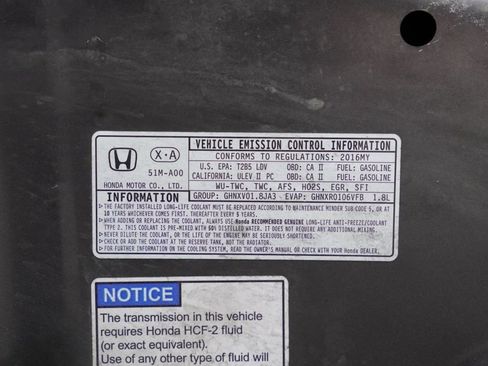 VEHICLE EMISSION CONTROL INFORMATION
CONFORMS TO REGULATIONS: 2016MY
U.S. EPA: T2B5 LDV OBD: CA II FUEL: GASOLINE
CALIFORNIA: ULEV II PC OBD: CA II FUEL: GASOLINE
WU-TWC, TWC, AFS, HO2S, EGR, SFI
GROUP: GHNXV01.8JA3 - EVAP: GHNXR0106VFB 1.8L
X·A
51M-A00
HONDA MOTOR CO., LTD.
INFORMATION
▷ THE FACTORY INSTALLED LONG-LIFE COOLANT MUST BE REPLACED ACCORDING TO MAINTENANCE MINDER SUB CODE 5, OR AT
10 YEARS WHICHEVER COMES FIRST. THEREAFTER REPLACE EVERY 5 YEARS.
▷ WHEN ADDING OR REPLACING THE COOLANT, ALWAYS USE Honda RECOMMENDED GENUINE LONG-LIFE ANTI-FREEZE/COOLANT
TYPE 2. THIS COOLANT IS PRE-MIXED WITH 50% DISTILLED WATER. IT DOES NOT REQUIRE ANY ADDITIONAL MIXING.
▷ NEVER DILUTE THE COOLANT, OR THE LIFE OF THE ENGINE MAY BE SERIOUSLY SHORTENED.
▷ CHECK OR ADD THE COOLANT AT THE RESERVE TANK, NOT THE RADIATOR.
▷ FOR FURTHER INFORMATION ON THE COOLING SYSTEM, READ THE OWNER'S MANUAL OR CHECK WITH YOUR Honda DEALER.
NOTICE
The transmission in this vehicle
requires Honda HCF-2 fluid
(or exact equivalent).
Use of any other type of fluid will